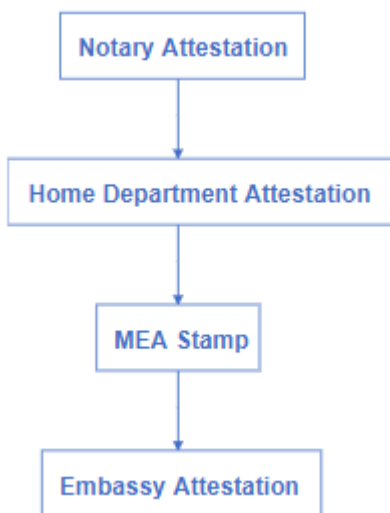 Notary Attestation
Home Department Attestation
MEA Stamp
Embassy Attestation